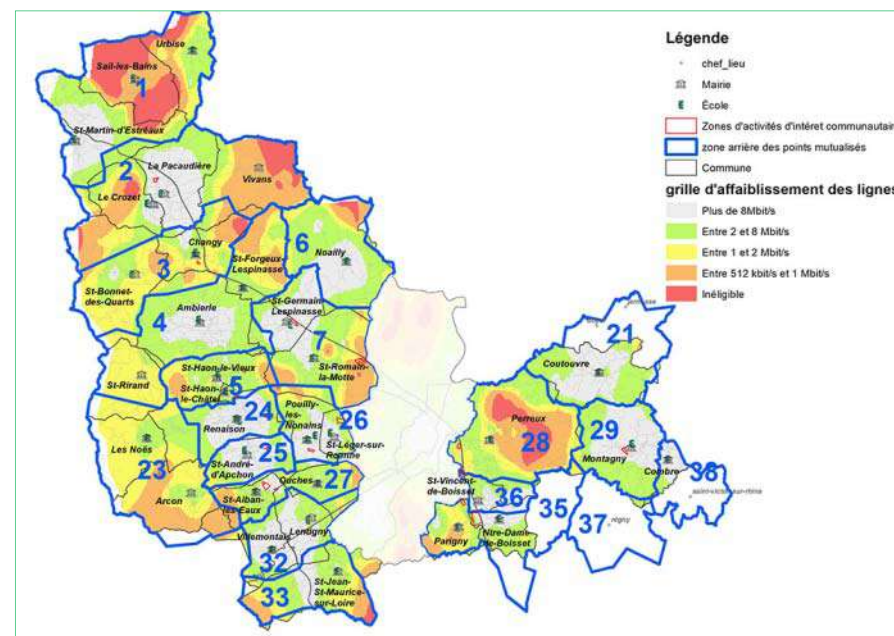 Urbise
Sail-les-Bains
1
St-Martin-d'Estréaux
La Pacaudière
2
Le Crozet
Vivans
Changy
6
Noailly
3
St-Forgeux-
Lespinasse
St-Bonnet-
des-Quarts
Ambierle
4
St-Germain
Lespinasse
7
St-Haon-le-Vieux
St-Romain-
la-Motte
St-Rirand
St-Haon-
le-Châtel
5
Pouilly-
les-
Nonains
24
26
Renaison
Les Noës
St-Léger-sur-
Roanne
25
23
St-André-
d'Apchon
Ouches
27
Arcon
St-Alban-
les-Eaux
Lentigny
Villemontais
32
33
St-Jean-
St-Maurice-
sur-Loire
21
Coutouvre
Perreux
28
29
Montagny
Combre
38
St-Vincent-
de-Boisset
36
35
37
régny
Parigny
Ntre-Dame-
de-Boisset
Légende
chef_lieu
Mairie
École
Zones d'activités d'intéret communautair
zone arrière des points mutualisés
Commune
grille d'affaiblissement des lignes
Plus de 8Mbit/s
Entre 2 et 8 Mbit/s
Entre 1 et 2 Mbit/s
Entre 512 kbit/s et 1 Mbit/s
Inéligible